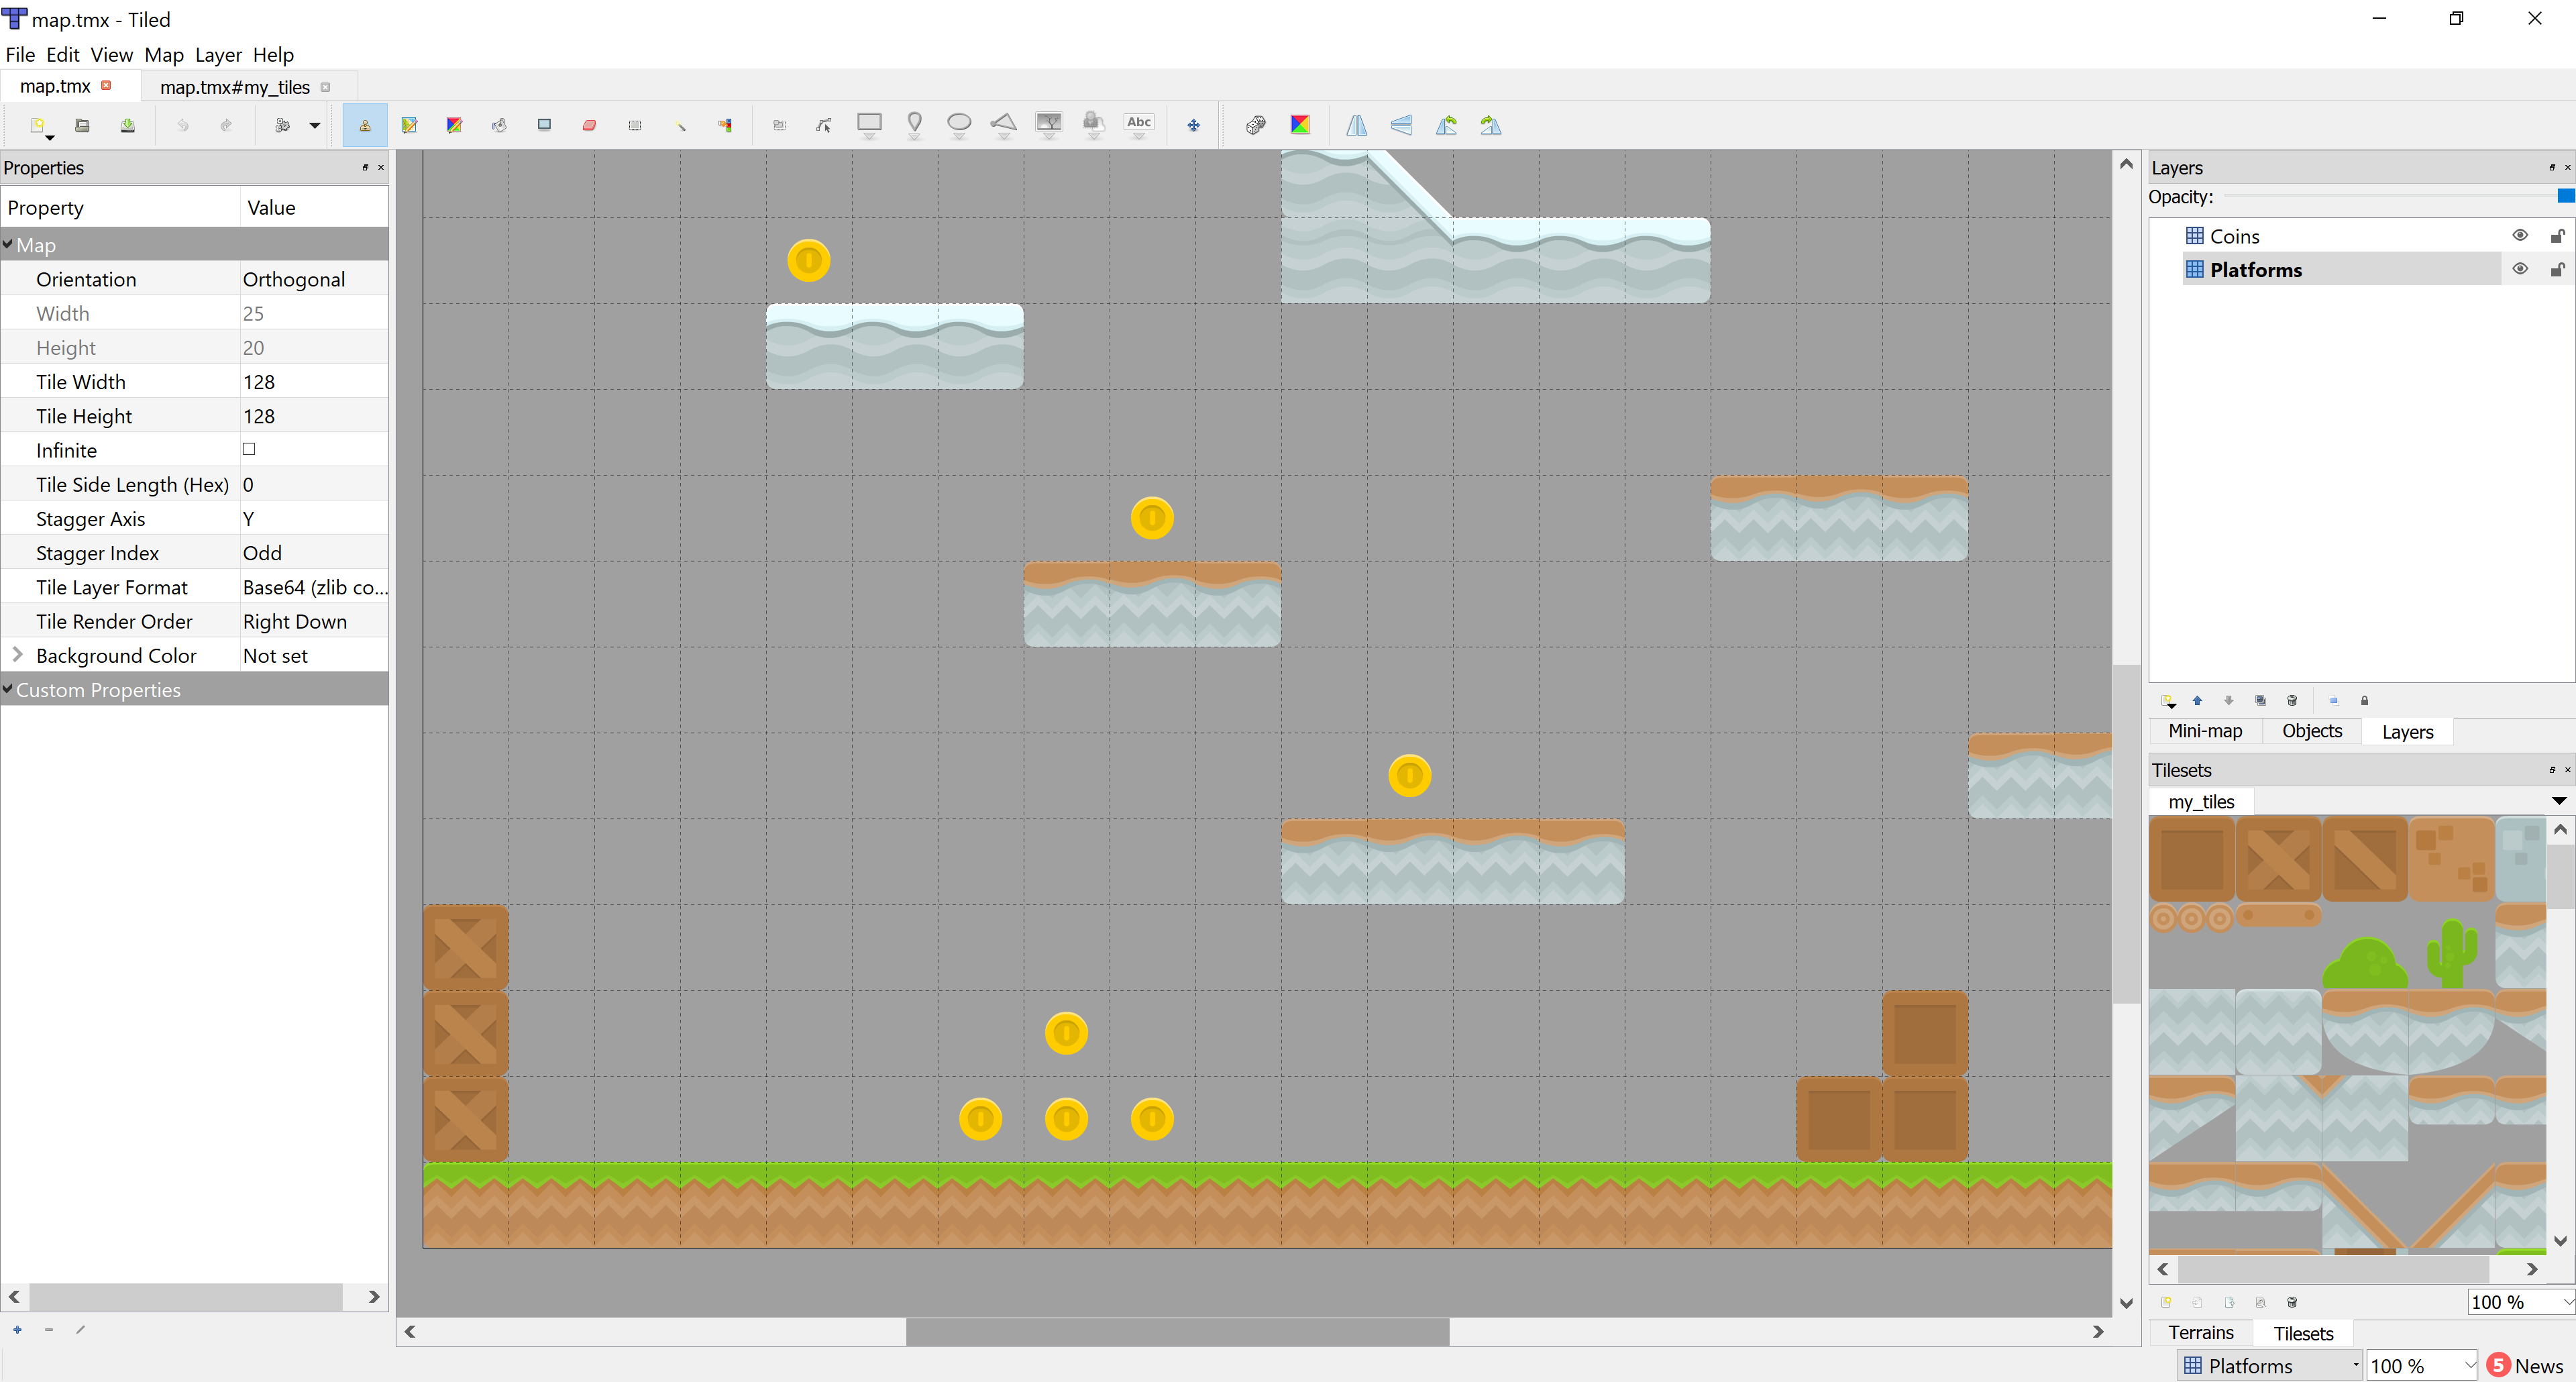 map.tmx - Tiled
File Edit View Map Layer Help
map.tmx map.tmx#my_tiles
Abc
Properties
Property Value
Map
Orientation Orthogonal
Width 25
Height 20
Tile Width 128
Tile Height 128
Infinite
Tile Side Length (Hex) 0
Stagger Axis Y
Stagger Index Odd
Tile Layer Format Base64 (zlib co...
Tile Render Order Right Down
Background Color Not set
Custom Properties
Layers
Opacity:
Coins
Platforms
Mini-map Objects Layers
Tilesets
my_tiles
100 %
Terrains Tilesets
Platforms 100 % 5 News